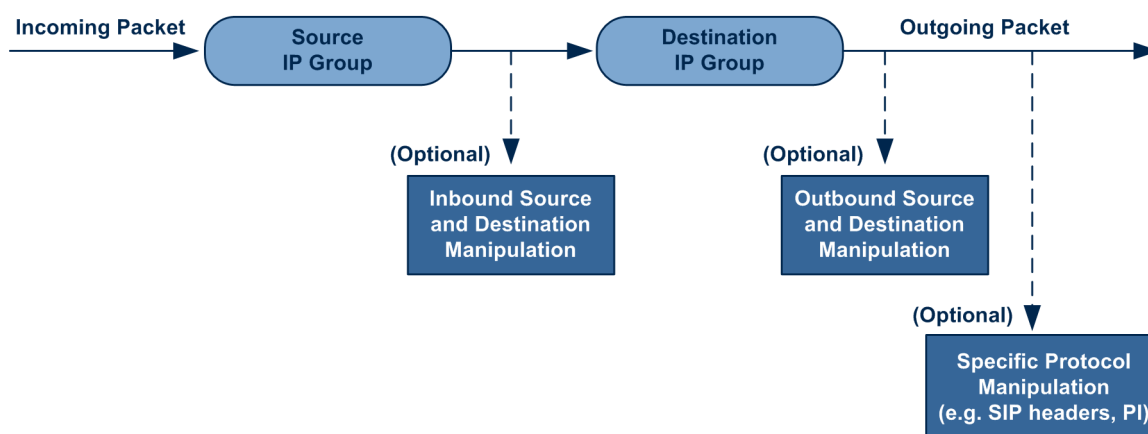 Incoming Packet
Source
IP Group
Destination
IP Group
Outgoing Packet
(Optional)
Inbound Source
and Destination
Manipulation
(Optional)
Outbound Source
and Destination
Manipulation
(Optional)
Specific Protocol
Manipulation
(e.g. SIP headers, PI)